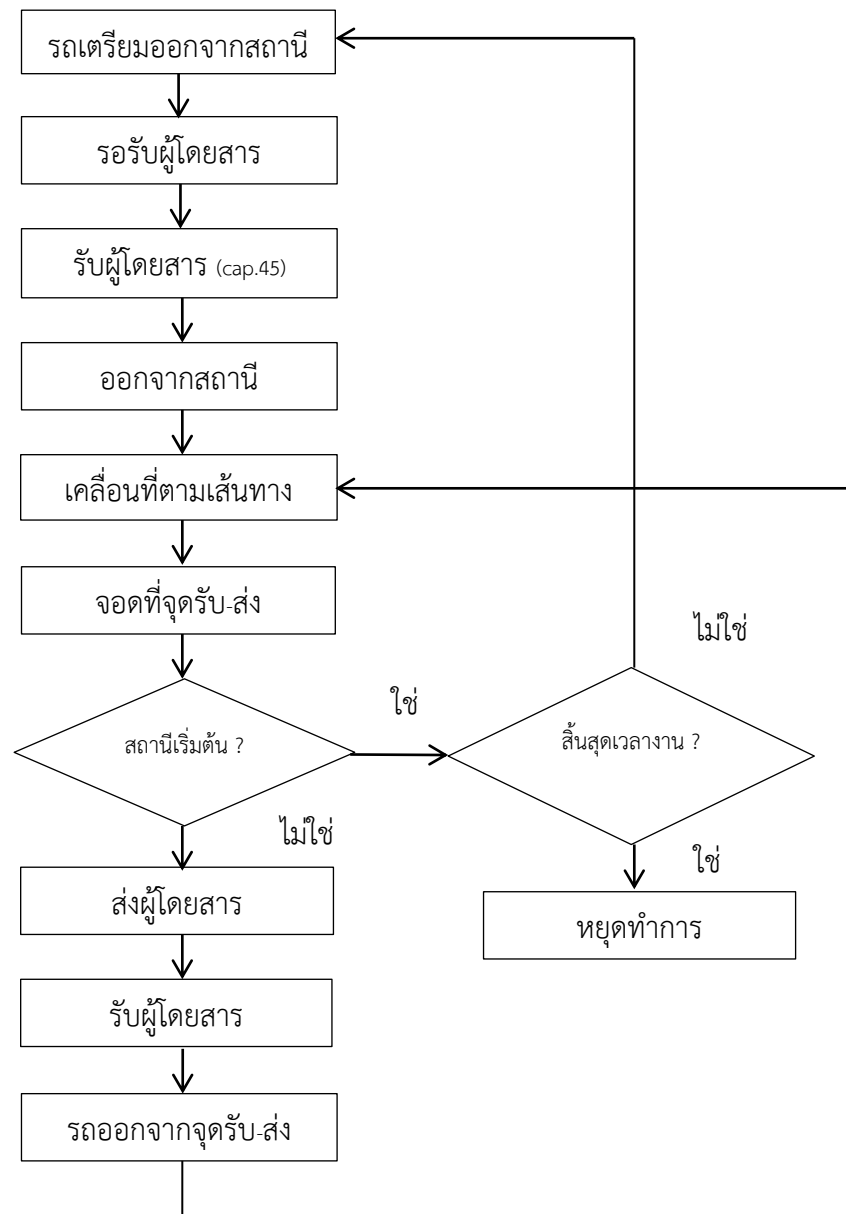 รถเตรียมออกจากสถานี
รอรับผู้โดยสาร
รับผู้โดยสาร (cap.45)
ออกจากสถานี
เคลื่อนที่ตามเส้นทาง
จอดที่จุดรับ-ส่ง
ไม่ใช่
ใช่
สถานีเริ่มต้น ?
สิ้นสุดเวลางาน ?
ไม่ใช่
ใช่
ส่งผู้โดยสาร
หยุดทำการ
รับผู้โดยสาร
รถออกจากจุดรับ-ส่ง